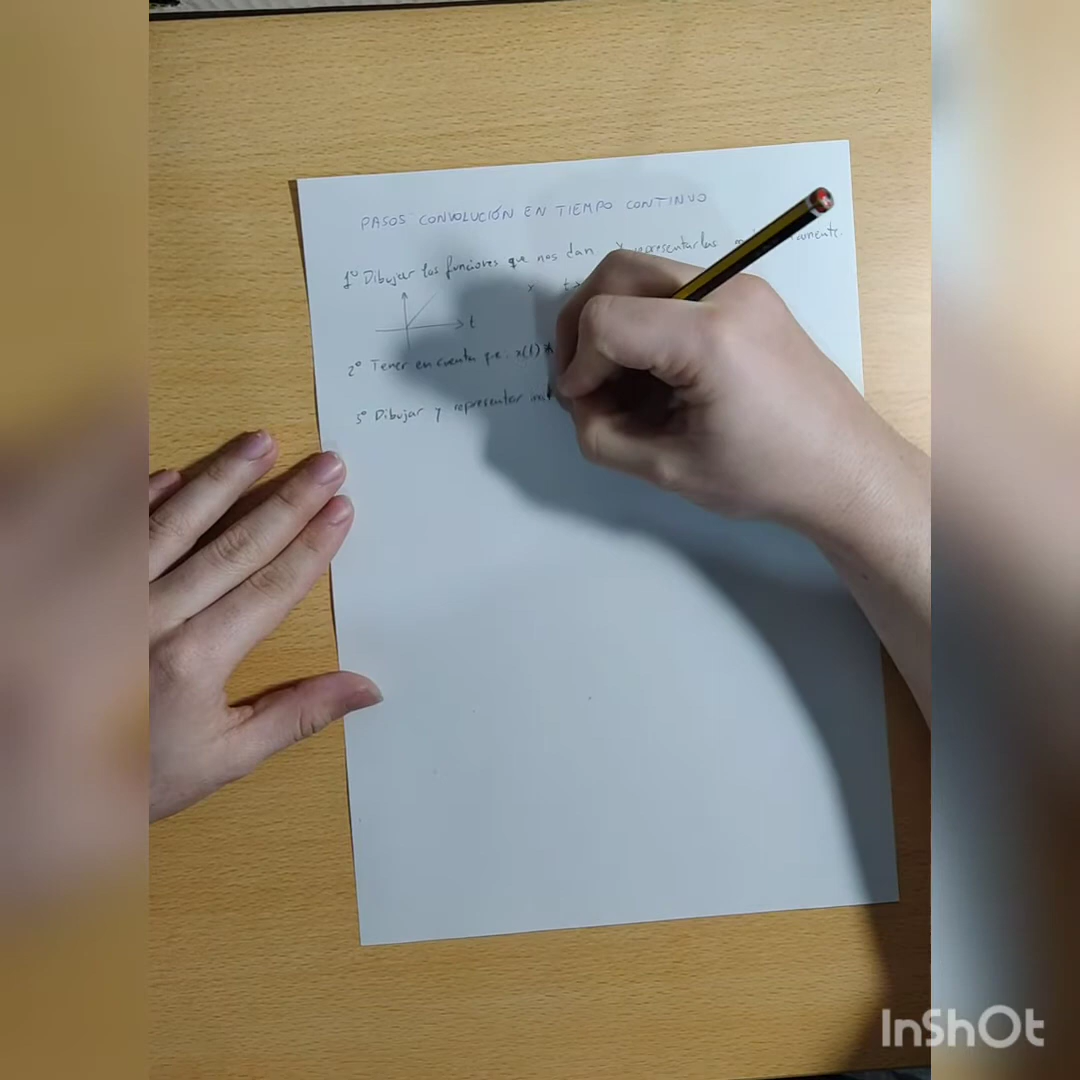 PASOS CONVOLUCIÓN EN TIEMPO CONTINUO
1º Dibujar las funciones que nos dan y representarlas
x t
t
2º Tener en cuenta que: x(t)*
3º Dibujar y representar
InShOt